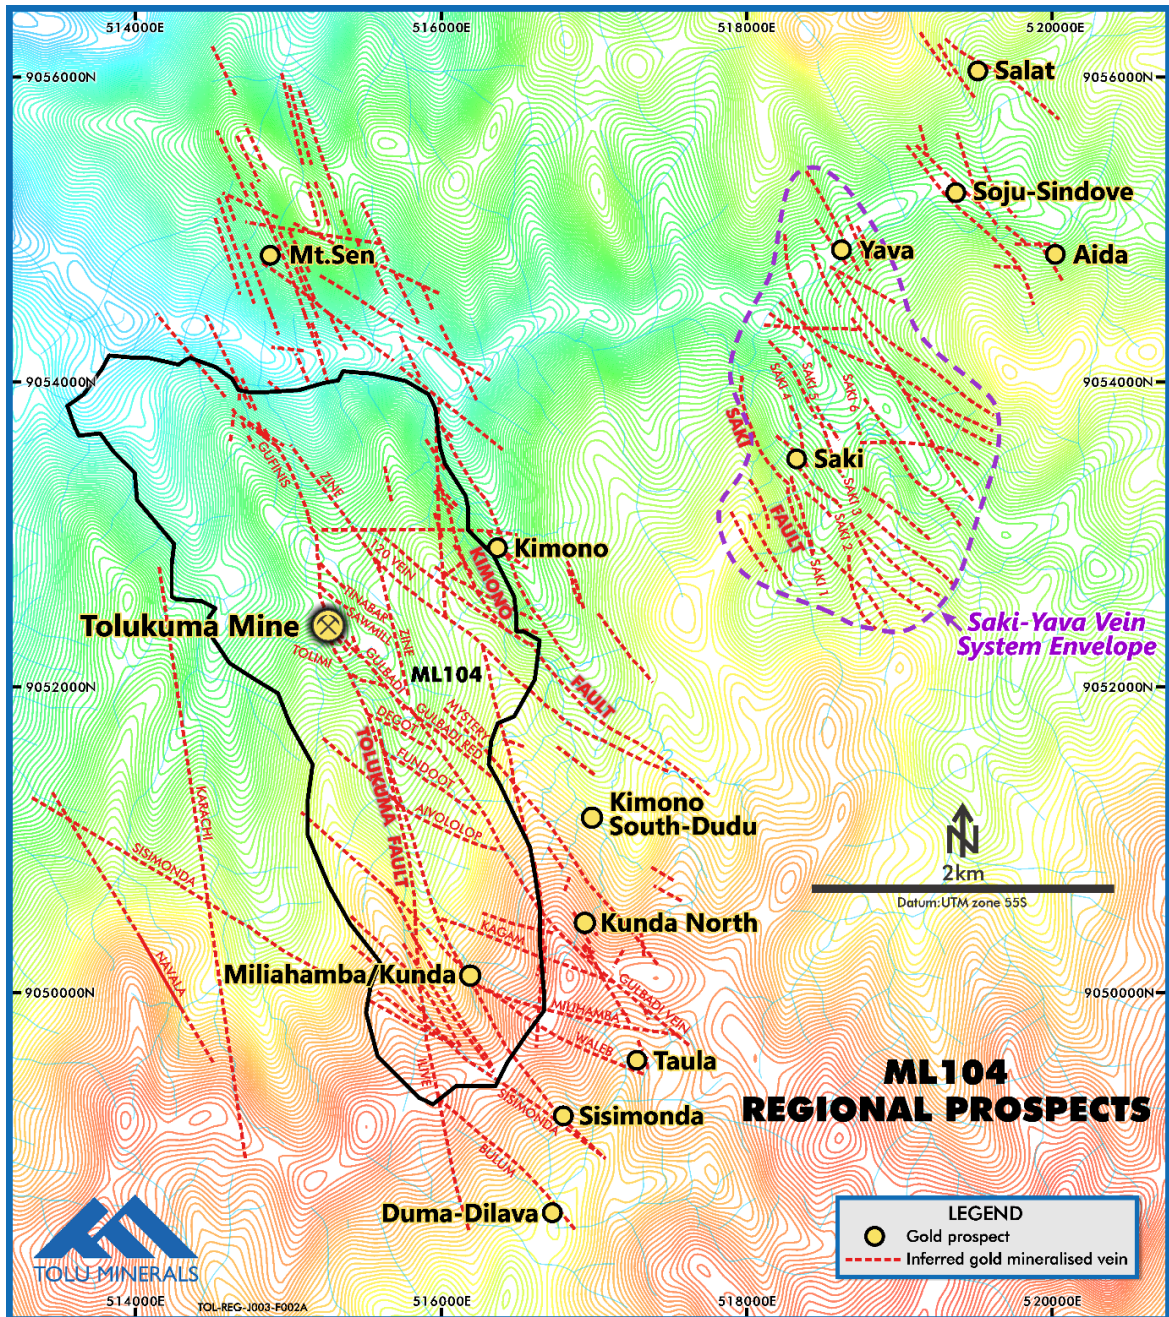 514000E
516000E
518000E
520000E
9056000N
9056000N
Salat
Soju-Sindove
Mt.Sen
Yava
Aida
9054000N
9054000N
SAKI 4
SAKI 5
SAKI 6
SAKI
FAULT
Saki
SAKI 3
SAKI 2
SAKI 1
GUFINIS
ZINE
120 VEIN
KIMONO
FAULT
Kimono
TINABAR
SAWMILL
ZINE
Tolukuma Mine
TOLIMI
GULBADI
ML104
Saki-Yava Vein
System Envelope
9052000N
9052000N
MYSTERY
GULBADI RED
DEGOT
FUNDOOT
TOLUKUMA FAULT
AIVOLOLOP
KARACHI
SISIMONDA
NAVALA
Kimono
South-Dudu
N
2km
Datum:UTM zone 55S
Kunda North
KAGAM
Miliahamba/Kunda
GULBADI VEIN
MILIHAMBA
WALEB
9050000N
9050000N
Taula
ILIVE
SISIMONDA
Sisimonda
BULUM
Duma-Dilava
ML104
REGIONAL PROSPECTS
LEGEND
Gold prospect
Inferred gold mineralised vein
TOLU MINERALS
TOL-REG-J003-F002A
514000E
516000E
518000E
520000E